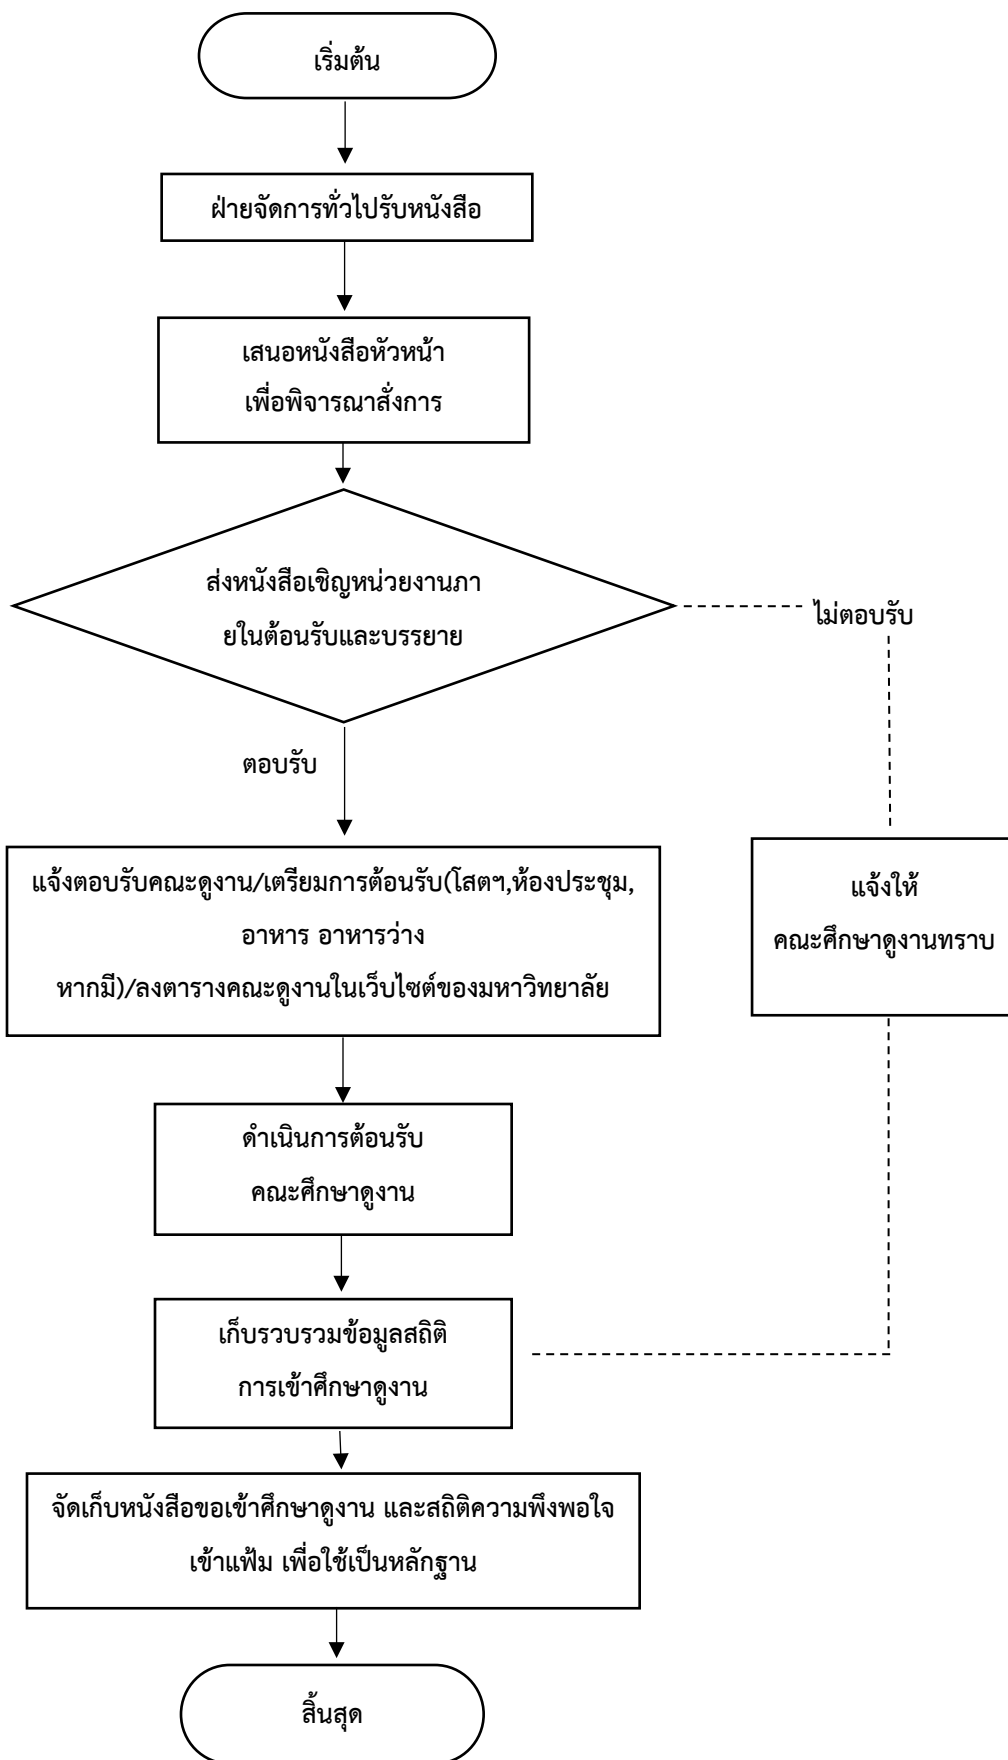 เริ่มต้น
ฝ่ายจัดการทั่วไปรับหนังสือ
เสนอหนังสือหัวหน้า
เพื่อพิจารณาสั่งการ
ส่งหนังสือเชิญหน่วยงานภา
ยในต้อนรับและบรรยาย
ไม่ตอบรับ
ตอบรับ
แจ้งตอบรับคณะดูงาน/เตรียมการต้อนรับ(โสตฯ,ห้องประชุม,
อาหาร อาหารว่าง
หากมี)/ลงตารางคณะดูงานในเว็บไซต์ของมหาวิทยาลัย
แจ้งให้
คณะศึกษาดูงานทราบ
ดำเนินการต้อนรับ
คณะศึกษาดูงาน
เก็บรวบรวมข้อมูลสถิติ
การเข้าศึกษาดูงาน
จัดเก็บหนังสือขอเข้าศึกษาดูงาน และสถิติความพึงพอใจ
เข้าแฟ้ม เพื่อใช้เป็นหลักฐาน
สิ้นสุด